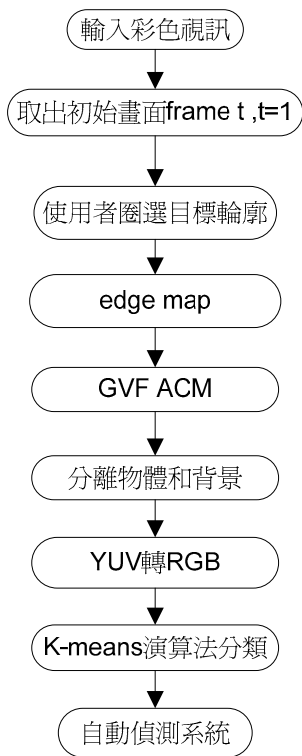 輸入彩色視訊
取出初始畫面frame t ,t=1
使用者圈選目標輪廓
edge map
GVF ACM
分離物體和背景
YUV轉RGB
K-means演算法分類
自動偵測系統